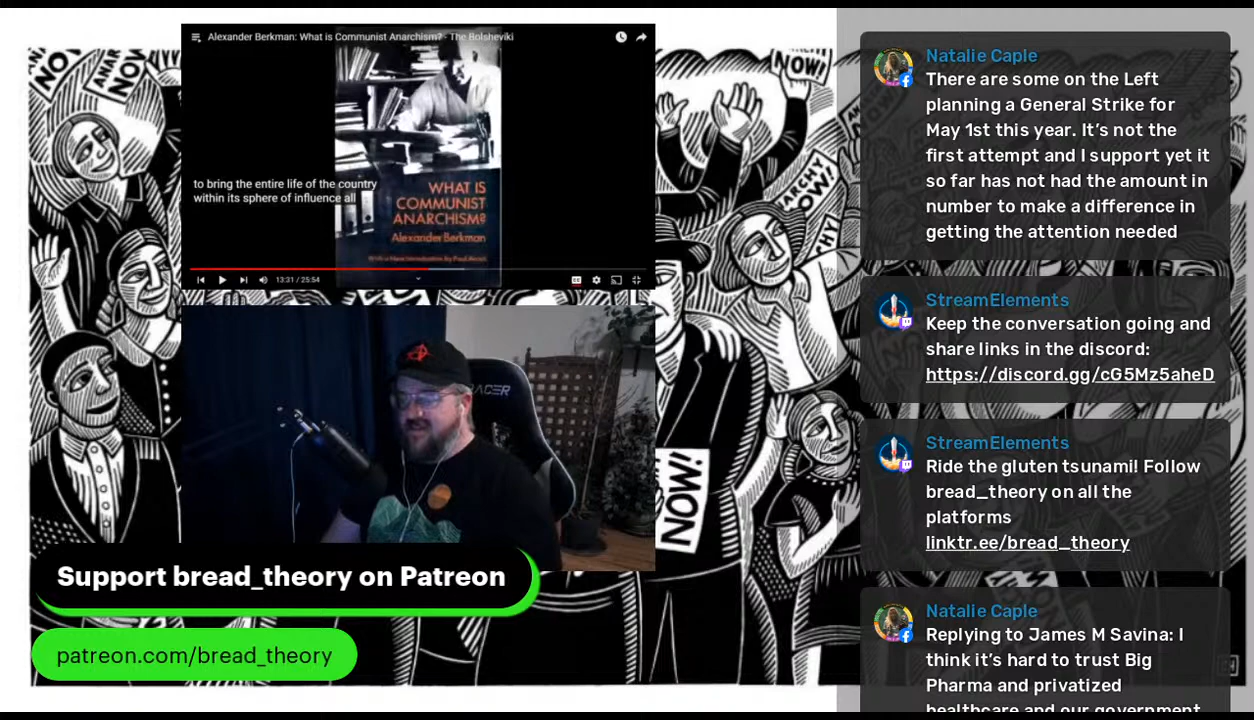 Alexander Berkman: What is Communist Anarchism? - The Bolsheviki
to bring the entire life of the country
within its sphere of influence all
WHAT IS
COMMUNIST
ANARCHISM?
Alexander Berkman
13:31 / 25:54
NOW!
ANARCHY
NOW!
NOW!
Support bread_theory on Patreon
patreon.com/bread_theory
Natalie Caple
There are some on the Left
planning a General Strike for
May 1st this year. It’s not the
first attempt and I support yet it
so far has not had the amount in
number to make a difference in
getting the attention needed
StreamElements
Keep the conversation going and
share links in the discord:
https://discord.gg/cG5Mz5aheD
StreamElements
Ride the gluten tsunami! Follow
bread_theory on all the
platforms
linktr.ee/bread_theory
Natalie Caple
Replying to James M Savina: I
think it’s hard to trust Big
Pharma and privatized
healthcare and our government